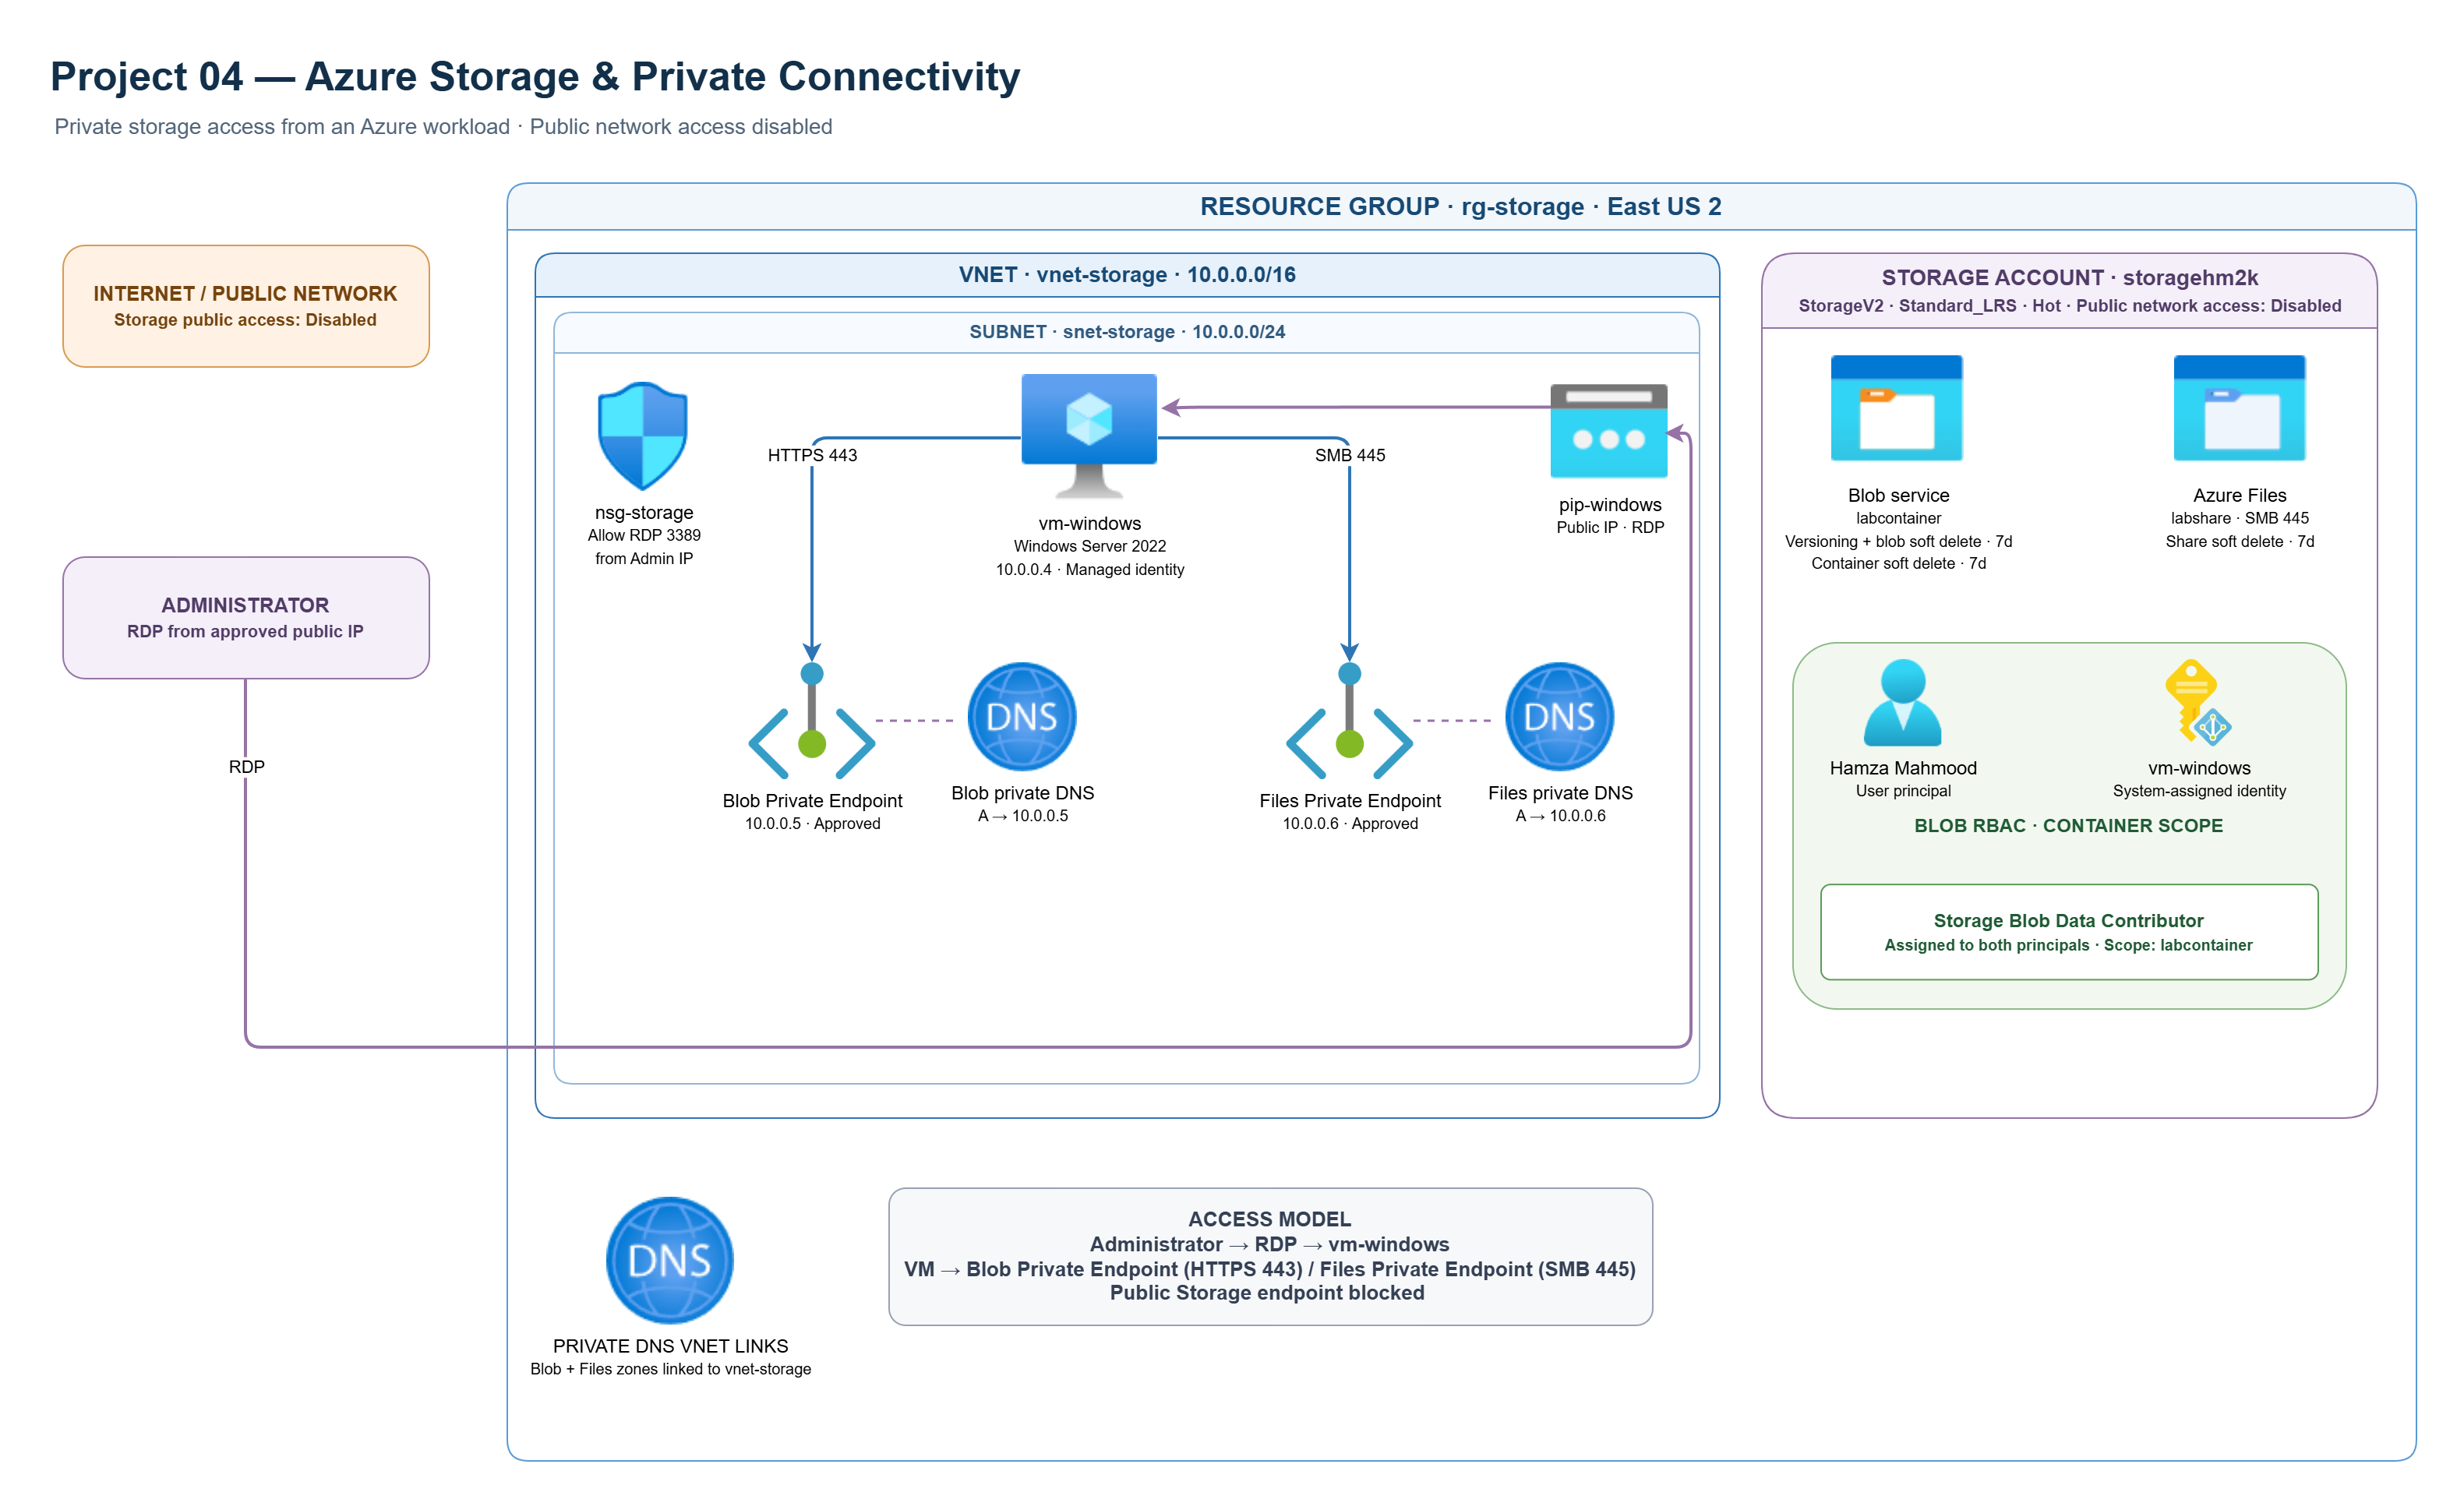 Project 04 — Azure Storage & Private Connectivity
Private storage access from an Azure workload · Public network access disabled
RESOURCE GROUP · rg-storage · East US 2
INTERNET / PUBLIC NETWORK
Storage public access: Disabled
ADMINISTRATOR
RDP from approved public IP
RDP
VNET · vnet-storage · 10.0.0.0/16
SUBNET · snet-storage · 10.0.0.0/24
nsg-storage
Allow RDP 3389
from Admin IP
HTTPS 443
vm-windows
Windows Server 2022
10.0.0.4 · Managed identity
SMB 445
pip-windows
Public IP · RDP
Blob Private Endpoint
10.0.0.5 · Approved
DNS
Blob private DNS
A → 10.0.0.5
Files Private Endpoint
10.0.0.6 · Approved
DNS
Files private DNS
A → 10.0.0.6
STORAGE ACCOUNT · storagehm2k
StorageV2 · Standard_LRS · Hot · Public network access: Disabled
Blob service
labcontainer
Versioning + blob soft delete · 7d
Container soft delete · 7d
Azure Files
labshare · SMB 445
Share soft delete · 7d
Hamza Mahmood
User principal
vm-windows
System-assigned identity
BLOB RBAC · CONTAINER SCOPE
Storage Blob Data Contributor
Assigned to both principals · Scope: labcontainer
DNS
PRIVATE DNS VNET LINKS
Blob + Files zones linked to vnet-storage
ACCESS MODEL
Administrator → RDP → vm-windows
VM → Blob Private Endpoint (HTTPS 443) / Files Private Endpoint (SMB 445)
Public Storage endpoint blocked